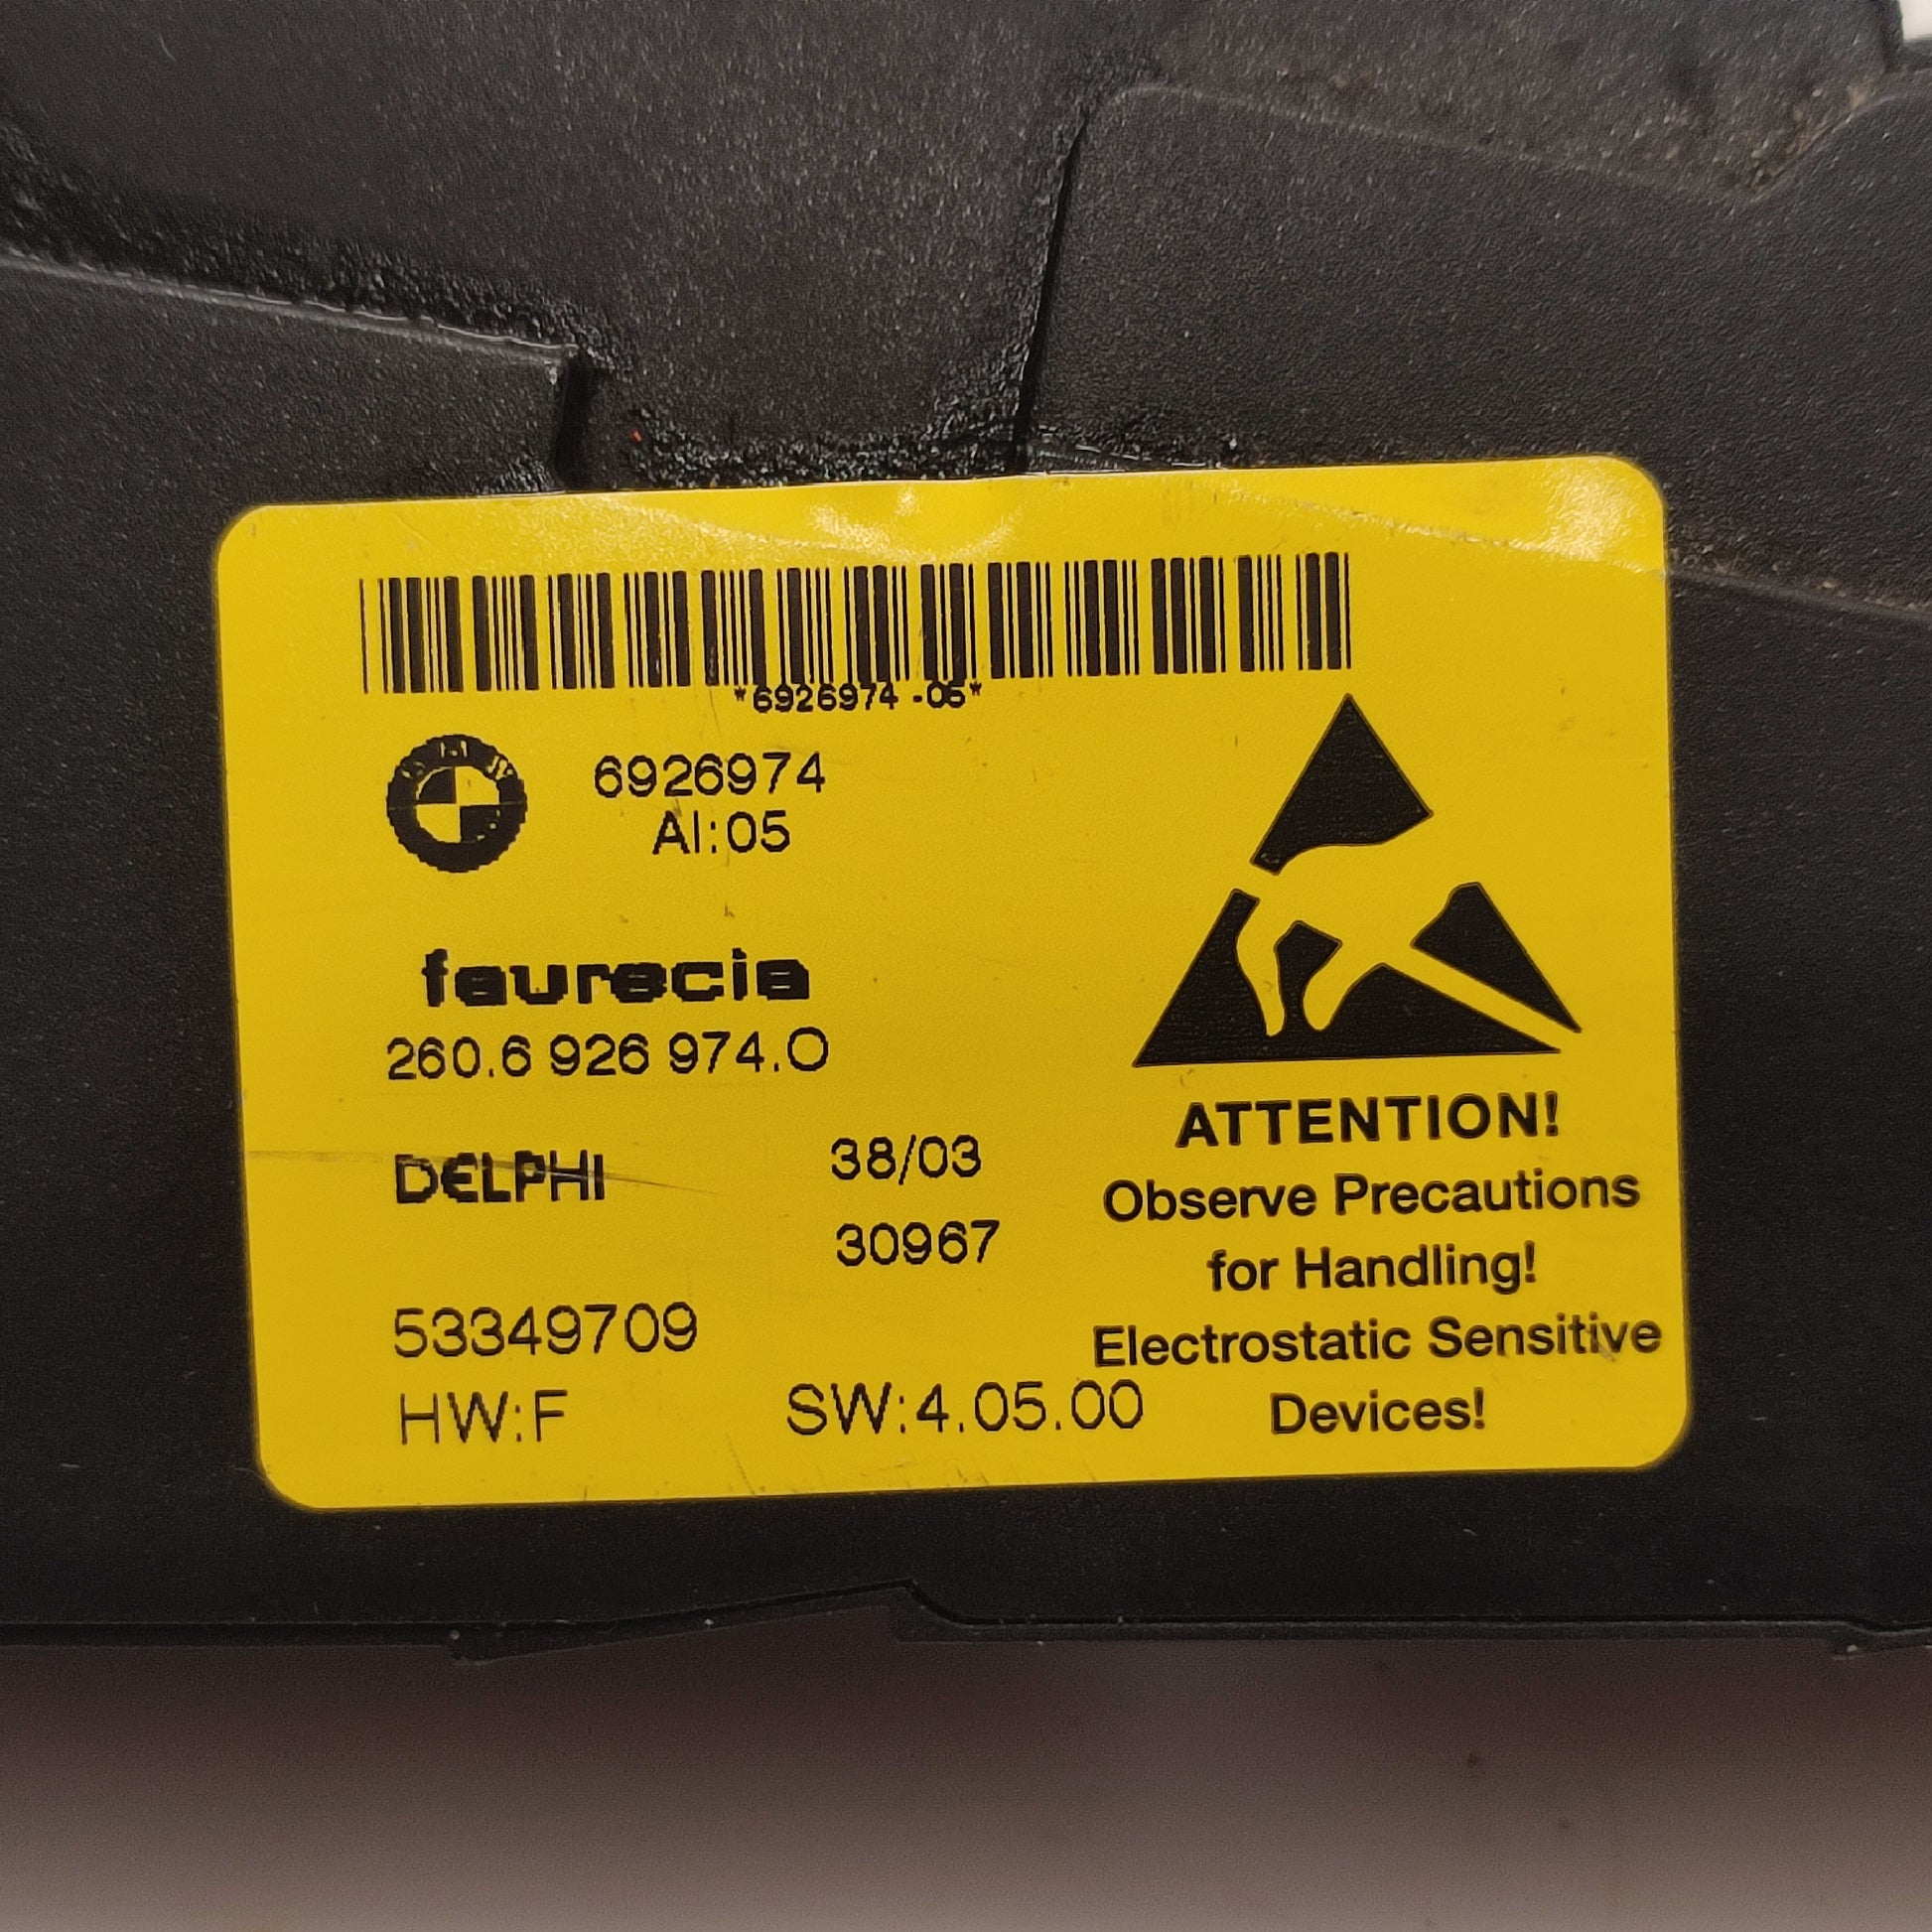 *6926974 -05*
BMW
6926974
AI:05
faurecia
260.6 926 974.O
DELPHI 38/03
30967
53349709
HW:F SW:4.05.00
ATTENTION!
Observe Precautions
for Handling!
Electrostatic Sensitive
Devices!